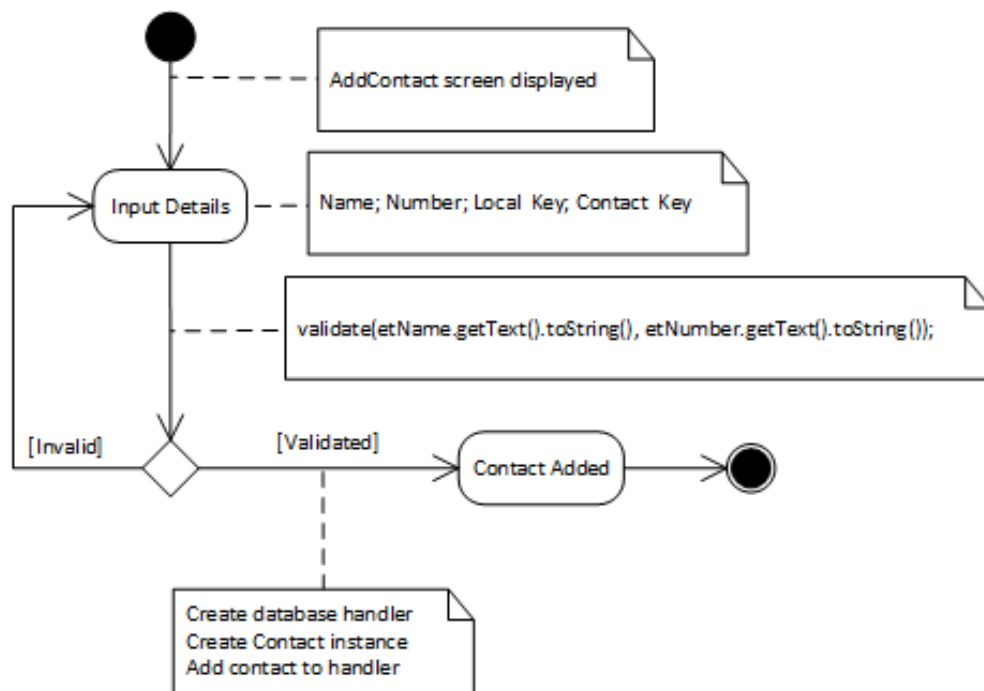 AddContact screen displayed
Input Details
Name; Number; Local Key; Contact Key
validate(etName.getText().toString(), etNumber.getText().toString());
[Invalid]
[Validated]
Contact Added
Create database handler
Create Contact instance
Add contact to handler